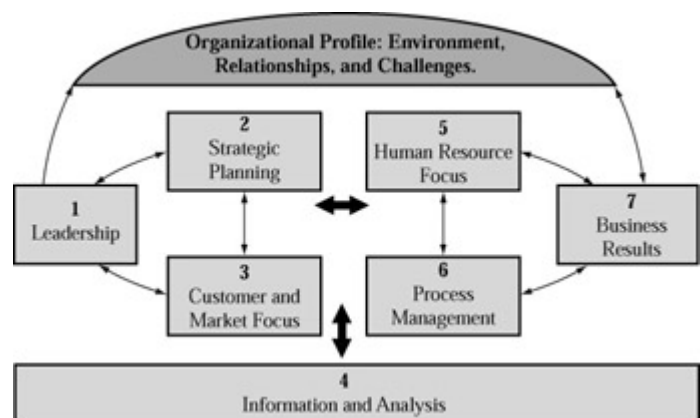 Organizational Profile: Environment,
Relationships, and Challenges.
2
Strategic
Planning
5
Human Resource
Focus
1
Leadership
7
Business
Results
3
Customer and
Market Focus
6
Process
Management
4
Information and Analysis